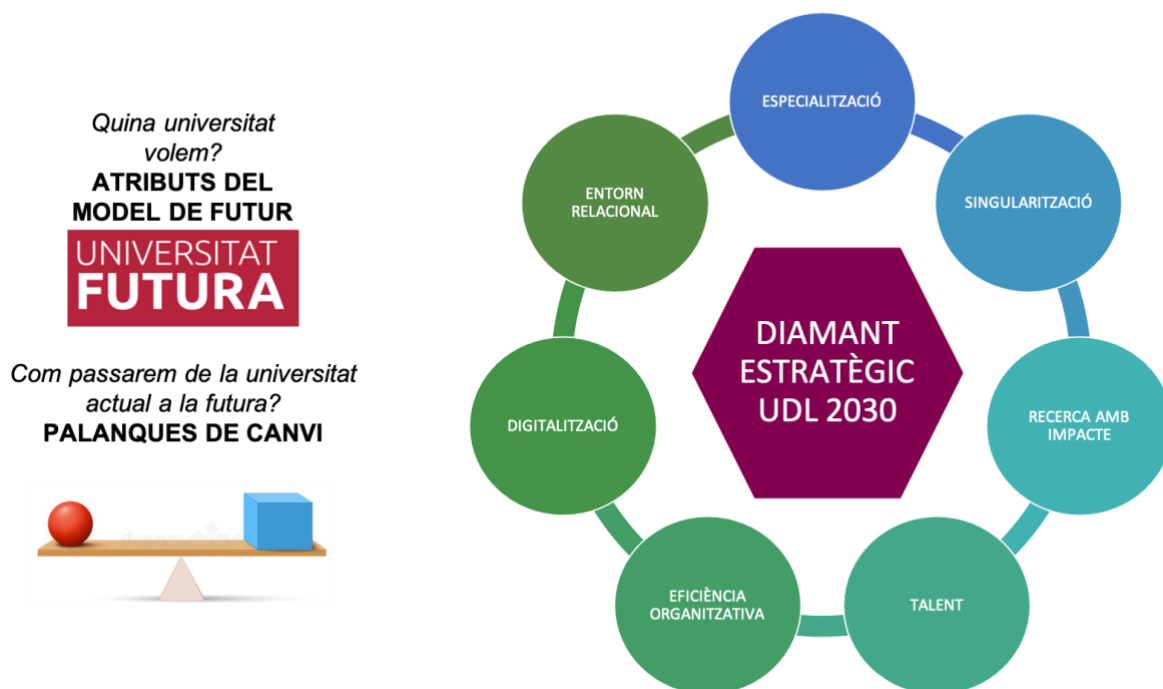 Quina universitat
volem?
ATRIBUTS DEL
MODEL DE FUTUR
UNIVERSITAT
FUTURA
Com passarem de la universitat
actual a la futura?
PALANQUES DE CANVI
ESPECIALITZACIÓ
SINGULARITZACIÓ
RECERCA AMB
IMPACTE
TALENT
EFICIÈNCIA
ORGANITZATIVA
DIGITALITZACIÓ
ENTORN
RELACIONAL
DIAMANT
ESTRATÈGIC
UDL 2030